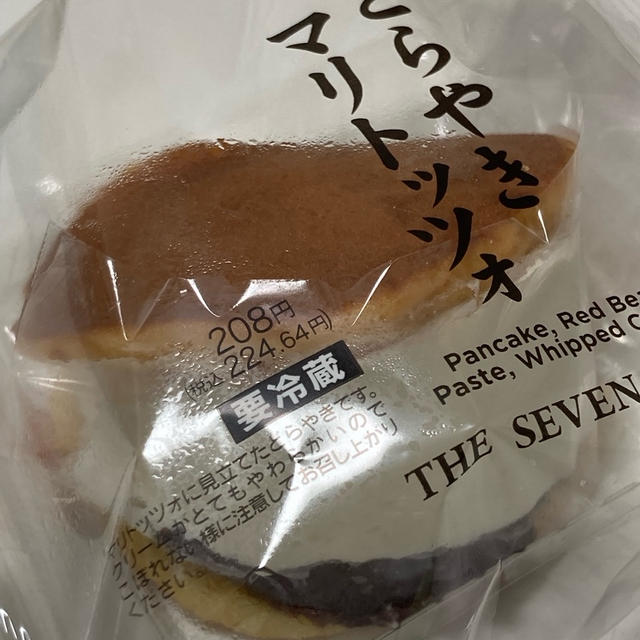 どらやき
マリトッツォ
Pancake, Red Bea
Paste, Whipped C
THE SEVEN
208円
(税込 224.64円)
要冷蔵
マリトッツォに見立てたどらやきです。
クリームがとてもやわらかいので
こぼれない様に注意してお召し上がり
ください。